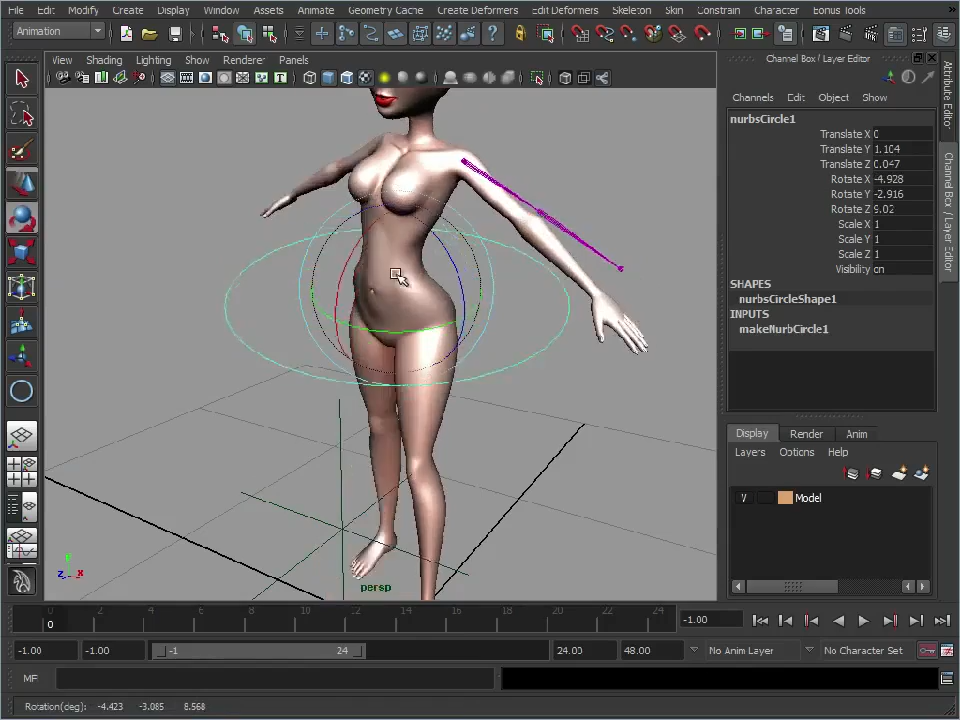 File Edit Modify Create Display Window Assets Animate Geometry Cache Create Deformers Edit Deformers Skeleton Skin Constrain Character Bonus Tools »
Animation
View Shading Lighting Show Renderer Panels
Channel Box / Layer Editor
Channels Edit Object Show
nurbsCircle1
Translate X 0
Translate Y 1.104
Translate Z 0.047
Rotate X -4.928
Rotate Y -2.916
Rotate Z 9.02
Scale X 1
Scale Y 1
Scale Z 1
Visibility on
SHAPES
nurbsCircleShape1
INPUTS
makeNurbCircle1
Attribute Editor
Channel Box / Layer Editor
Display Render Anim
Layers Options Help
V Model
Y
Z X
persp
0 2 4 6 8 10 12 14 16 18 20 22 24
0
-1.00
-1.00 -1.00 -1 24 24.00 48.00 No Anim Layer No Character Set
MEL
Rotation(deg): -4.423 -3.085 8.568